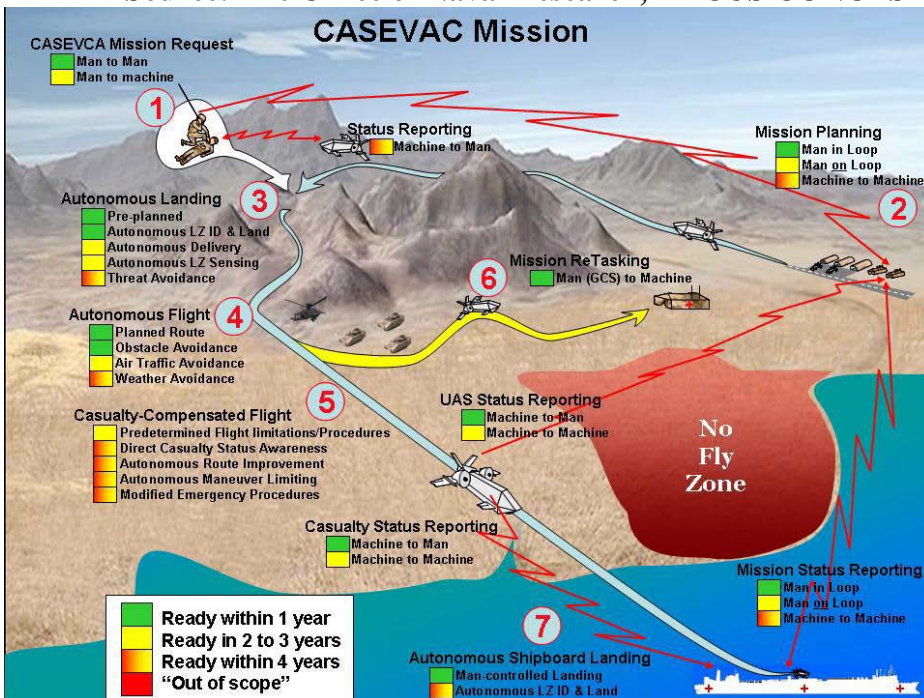 CASEVAC Mission
CASEVCA Mission Request
Man to Man
Man to machine
1
Status Reporting
Machine to Man
Mission Planning
Man in Loop
Man on Loop
Machine to Machine
2
Autonomous Landing
Pre-planned
Autonomous LZ ID & Land
Autonomous Delivery
Autonomous LZ Sensing
Threat Avoidance
3
Mission ReTasking
Man (GCS) to Machine
6
Autonomous Flight
Planned Route
Obstacle Avoidance
Air Traffic Avoidance
Weather Avoidance
4
5
Casualty-Compensated Flight
Predetermined Flight limitations/Procedures
Direct Casualty Status Awareness
Autonomous Route Improvement
Autonomous Maneuver Limiting
Modified Emergency Procedures
UAS Status Reporting
Machine to Man
Machine to Machine
No
Fly
Zone
Casualty Status Reporting
Machine to Man
Machine to Machine
Mission Status Reporting
Man in Loop
Man on Loop
Machine to Machine
Ready within 1 year
Ready in 2 to 3 years
Ready within 4 years
"Out of scope"
7
Autonomous Shipboard Landing
Man-controlled Landing
Autonomous LZ ID & Land